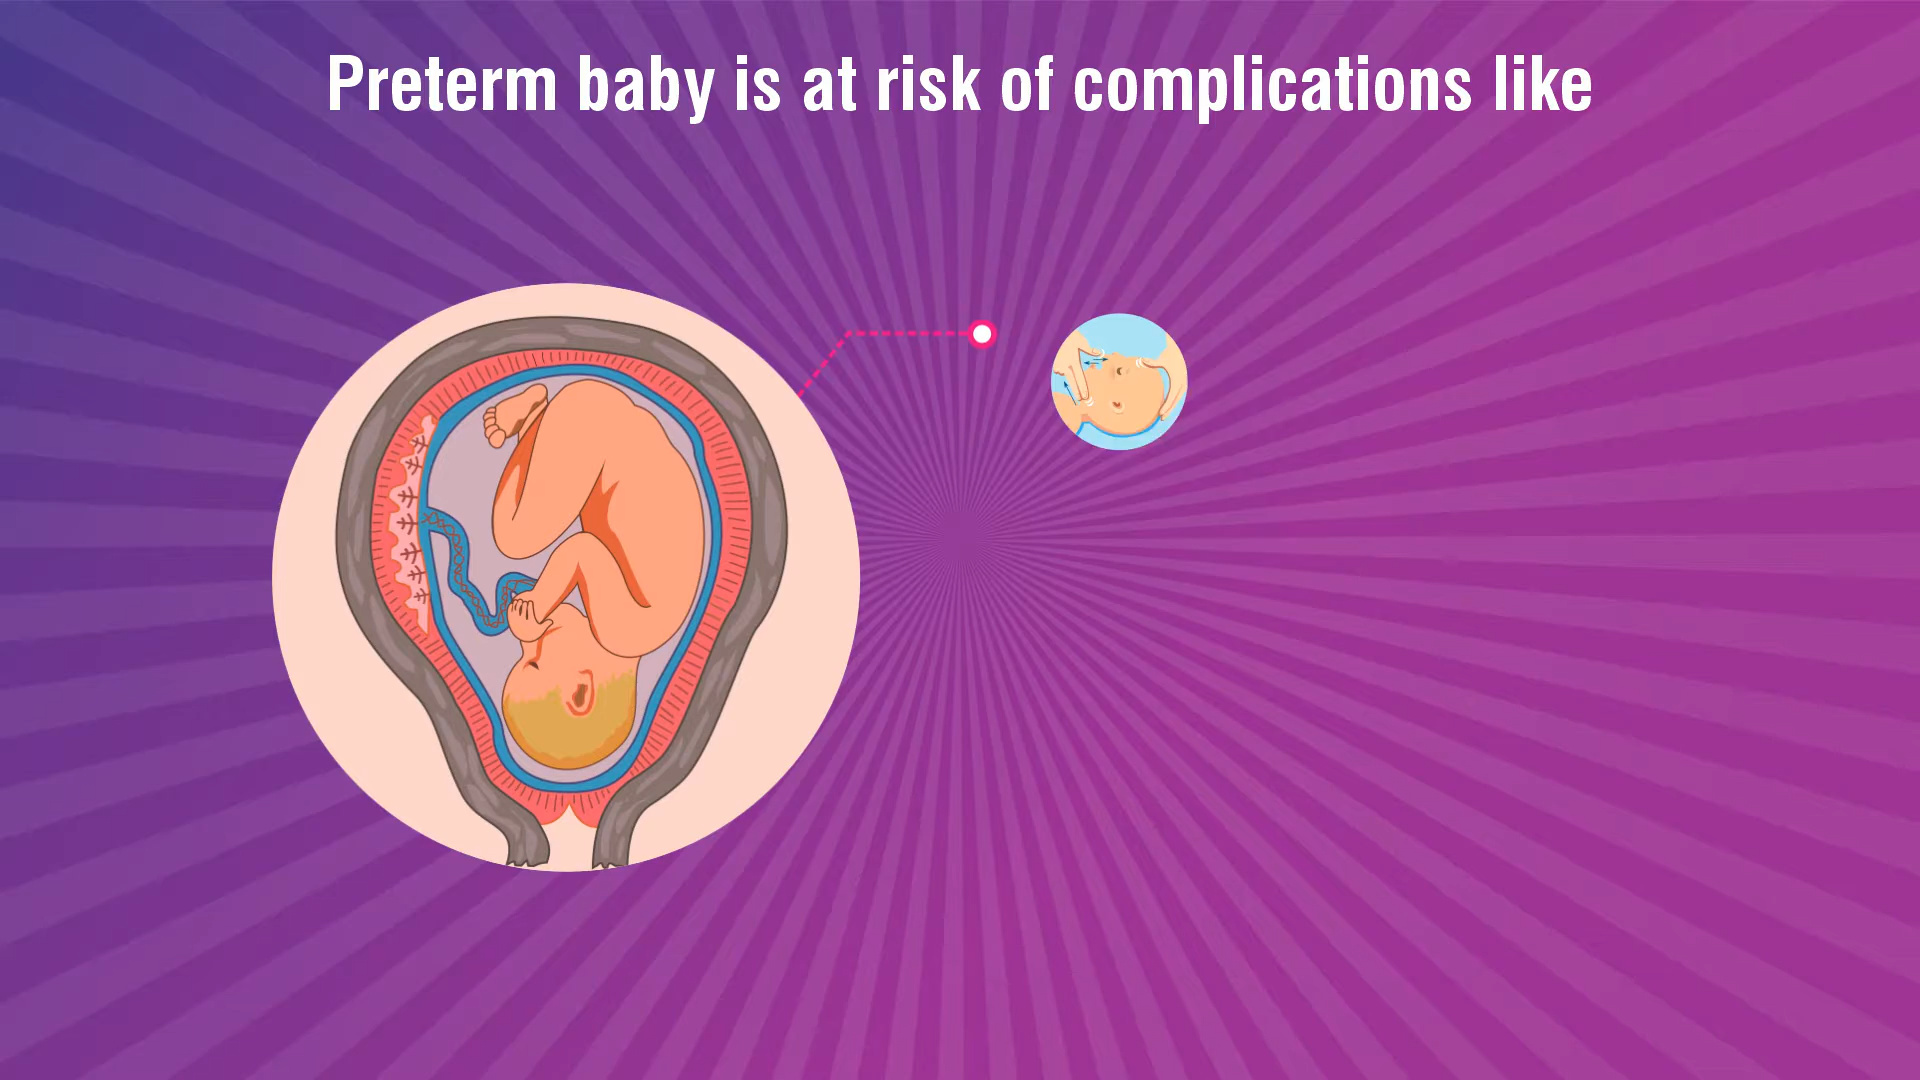 Preterm baby is at risk of complications like